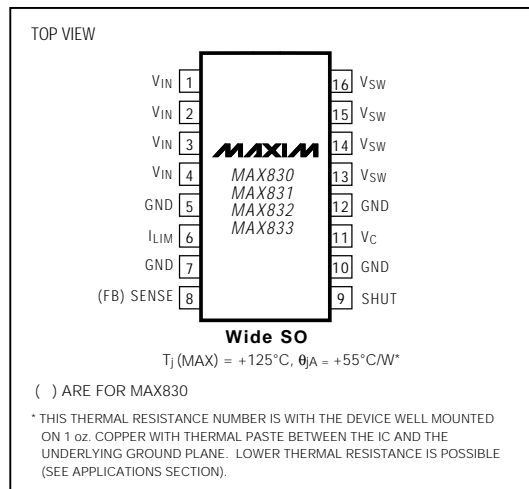 TOP VIEW
VIN 1
VIN 2
VIN 3
VIN 4
GND 5
ILIM 6
GND 7
(FB) SENSE 8
MAXIM
MAX830
MAX831
MAX832
MAX833
16 VSW
15 VSW
14 VSW
13 VSW
12 GND
11 VC
10 GND
9 SHUT
Wide SO
Tj (MAX) = +125°C, θjA = +55°C/W*
( ) ARE FOR MAX830
* THIS THERMAL RESISTANCE NUMBER IS WITH THE DEVICE WELL MOUNTED
ON 1 oz. COPPER WITH THERMAL PASTE BETWEEN THE IC AND THE
UNDERLYING GROUND PLANE. LOWER THERMAL RESISTANCE IS POSSIBLE
(SEE APPLICATIONS SECTION).